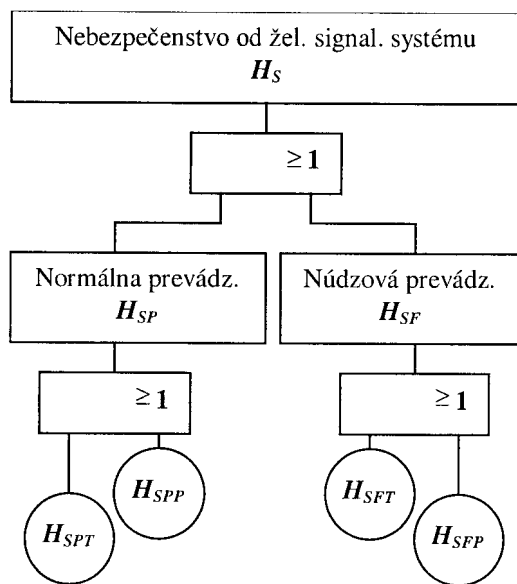 Nebezpečenstvo od žel. signal. systému
H_S
≥ 1
Normálna prevádz.
H_SP
Núdzová prevádz.
H_SF
≥ 1
≥ 1
H_SPT
H_SPP
H_SFT
H_SFP